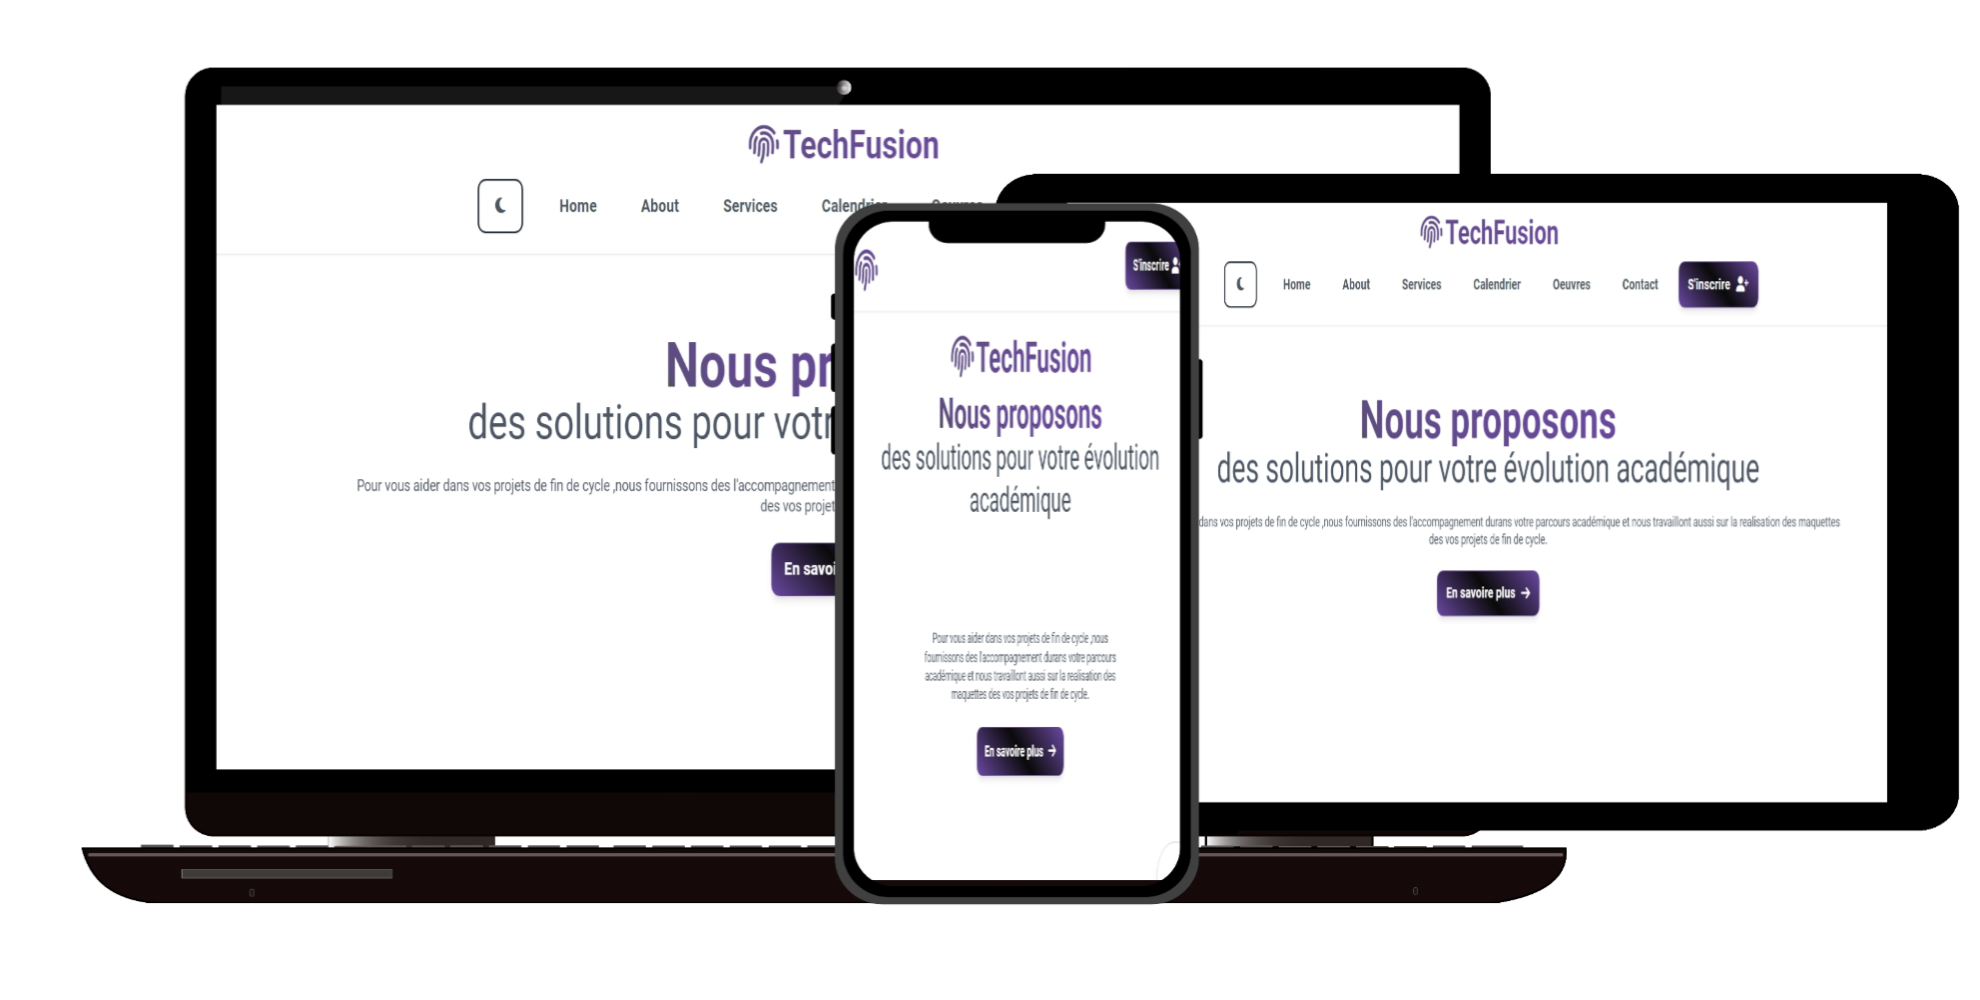 TechFusion
Home About Services Calendrier Oeuvres
Nous pr
des solutions pour votr
Pour vous aider dans vos projets de fin de cycle ,nous fournissons des l'accompagnement
des vos projet
En savoi
S'inscrire
TechFusion
Nous proposons
des solutions pour votre évolution
académique
Pour vous aider dans vos projets de fin de cycle ,nous
fournissons des l'accompagnement durans votre parcours
académique et nous travaillont aussi sur la realisation des
maquettes des vos projets de fin de cycle.
En savoire plus →
TechFusion
Home About Services Calendrier Oeuvres Contact S'inscrire
Nous proposons
des solutions pour votre évolution académique
dans vos projets de fin de cycle ,nous fournissons des l'accompagnement durans votre parcours académique et nous travaillont aussi sur la realisation des maquettes
des vos projets de fin de cycle.
En savoire plus →